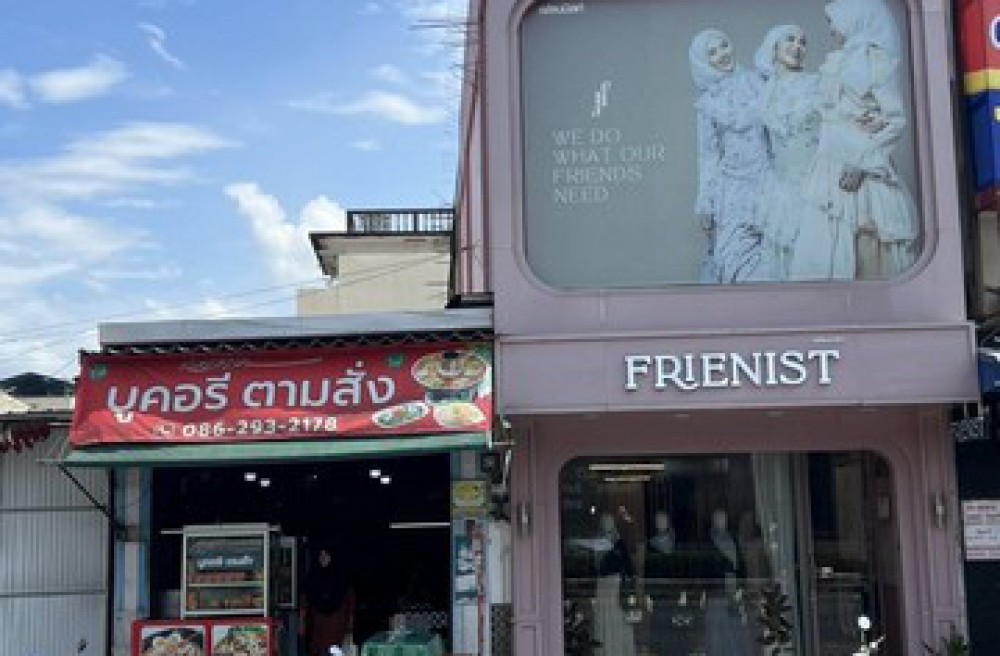 WE DO
WHAT OUR
FRIENDS
NEED
FRIENIST
บูคอรี ตามสั่ง
086-293-2178